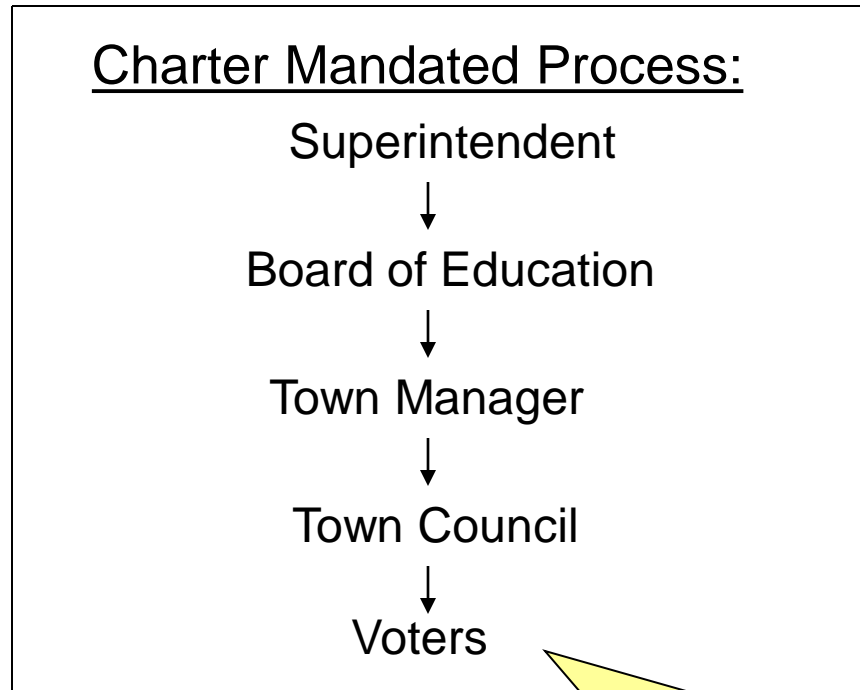 Charter Mandated Process:
Superintendent
Board of Education
Town Manager
Town Council
Voters